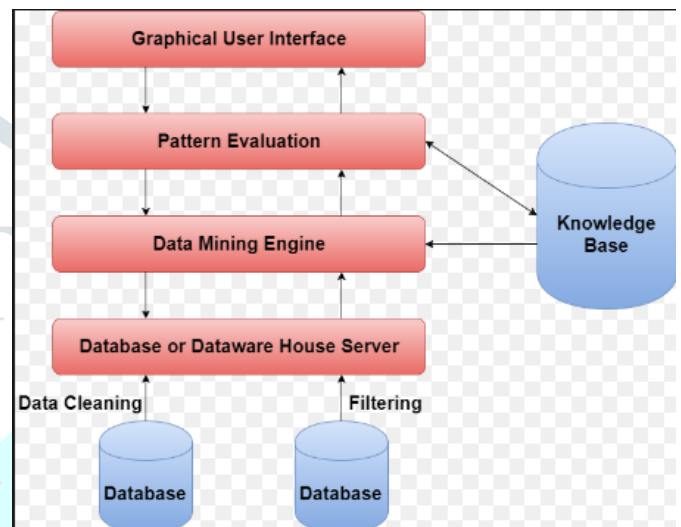 Graphical User Interface
Pattern Evaluation
Data Mining Engine
Knowledge
Base
Database or Dataware House Server
Data Cleaning
Filtering
Database
Database